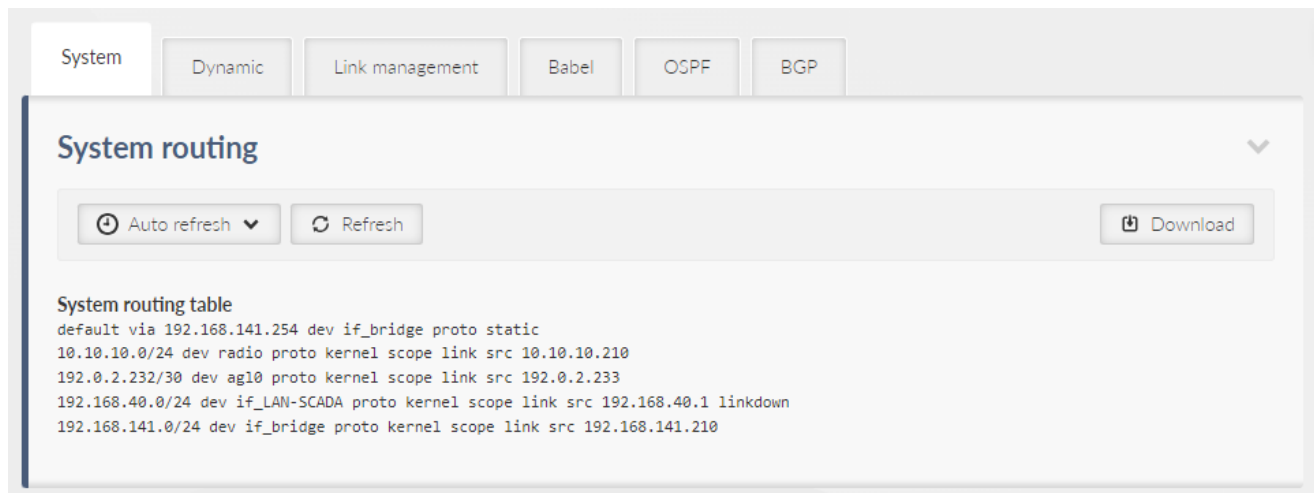 System
Dynamic
Link management
Babel
OSPF
BGP
System routing
Auto refresh
Refresh
Download
System routing table
default via 192.168.141.254 dev if_bridge proto static
10.10.10.0/24 dev radio proto kernel scope link src 10.10.10.210
192.0.2.232/30 dev agl0 proto kernel scope link src 192.0.2.233
192.168.40.0/24 dev if_LAN-SCADA proto kernel scope link src 192.168.40.1 linkdown
192.168.141.0/24 dev if_bridge proto kernel scope link src 192.168.141.210